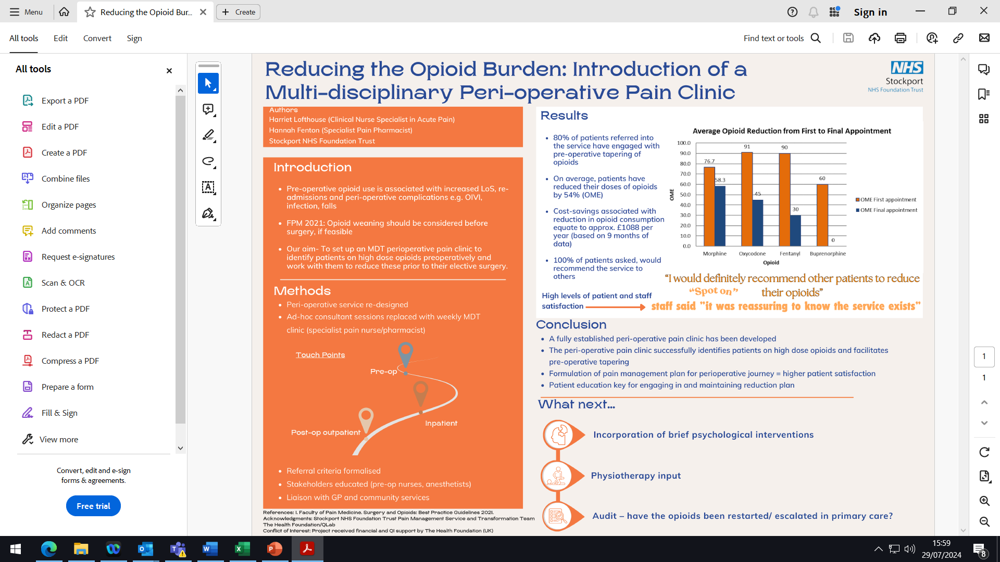 Menu
Reducing the Opioid Bur...
Create
Sign in
All tools
Edit
Convert
Sign
Find text or tools
All tools
Export a PDF
Edit a PDF
Create a PDF
Combine files
Organize pages
Add comments
Request e-signatures
Scan & OCR
Protect a PDF
Redact a PDF
Compress a PDF
Prepare a form
Fill & Sign
View more
Convert, edit and e-sign
forms & agreements.
Free trial
Reducing the Opioid Burden: Introduction of a
Multi-disciplinary Peri-operative Pain Clinic
NHS
Stockport
NHS Foundation Trust
Authors
Harriet Lofthouse (Clinical Nurse Specialist in Acute Pain)
Hannah Fenton (Specialist Pain Pharmacist)
Stockport NHS Foundation Trust
Introduction
• Pre-operative opioid use is associated with increased LoS, re-
admissions and peri-operative complications e.g. OIVI,
infection, falls
• FPM 2021: Opioid weaning should be considered before
surgery, if feasible
• Our aim- To set up an MDT perioperative pain clinic to
identify patients on high dose opioids preoperatively and
work with them to reduce these prior to their elective surgery.
Methods
• Peri-operative service re-designed
• Ad-hoc consultant sessions replaced with weekly MDT
clinic (specialist pain nurse/pharmacist)
Touch Points
Pre-op
Inpatient
Post-op outpatient
• Referral criteria formalised
• Stakeholders educated (pre-op nurses, anesthetists)
• Liaison with GP and community services
References: 1. Faculty of Pain Medicine. Surgery and Opioids: Best Practice Guidelines 2021.
Acknowledgments: Stockport NHS Foundation Trust Pain Management Service and Transformation Team
The Health Foundation/QLab
Conflict of Interest: Project received financial and QI support by The Health Foundation (UK)
Results
• 80% of patients referred into
the service have engaged with
pre-operative tapering of
opioids
• On average, patients have
reduced their doses of opioids
by 54% (OME)
• Cost-savings associated with
reduction in opioid consumption
equate to approx. £1088 per
year (based on 9 months of
data)
• 100% of patients asked, would
recommend the service to
others
High levels of patient and staff
satisfaction
Average Opioid Reduction from First to Final Appointment
OME
100.0
90.0
80.0
70.0
60.0
50.0
40.0
30.0
20.0
10.0
0.0
76.7
58.3
91
45
90
30
60
0
Morphine
Oxycodone
Fentanyl
Buprenorphine
Opioid
OME First appointment
OME Final appointment
“I would definitely recommend other patients to reduce
their opioids”
“Spot on”
staff said ”it was reassuring to know the service exists”
Conclusion
• A fully established peri-operative pain clinic has been developed
• The peri-operative pain clinic successfully identifies patients on high dose opioids and facilitates
pre-operative tapering
• Formulation of pain management plan for perioperative journey = higher patient satisfaction
• Patient education key for engaging in and maintaining reduction plan
What next...
Incorporation of brief psychological interventions
Physiotherapy input
Audit – have the opioids been restarted/ escalated in primary care?
1
1
15:59
29/07/2024
8